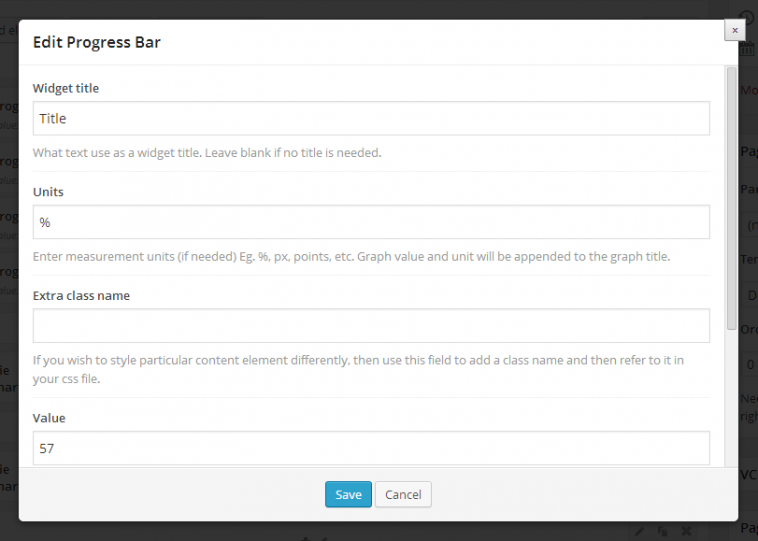 Edit Progress Bar
×
Widget title
Title
What text use as a widget title. Leave blank if no title is needed.
Units
%
Enter measurement units (if needed) Eg. %, px, points, etc. Graph value and unit will be appended to the graph title.
Extra class name
If you wish to style particular content element differently, then use this field to add a class name and then refer to it in
your css file.
Value
57
Save
Cancel
0
VC